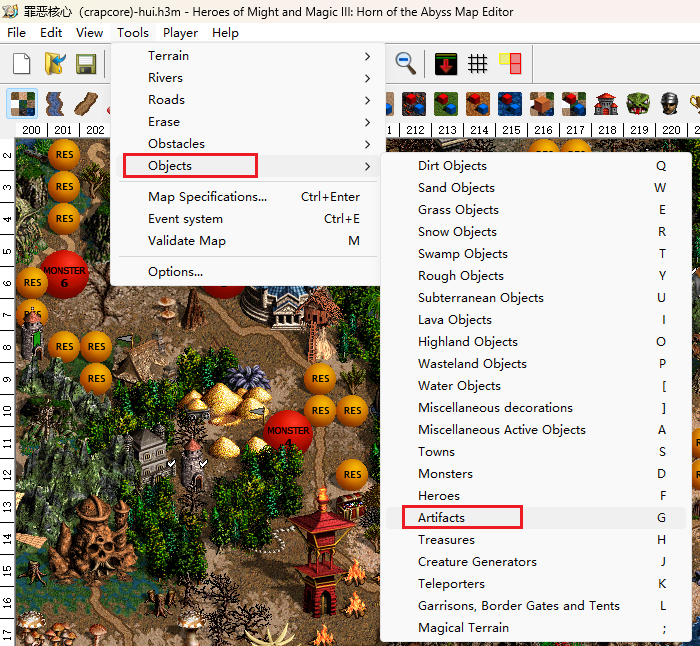 罪恶核心（crapcore)-hui.h3m - Heroes of Might and Magic III: Horn of the Abyss Map Editor
File Edit View Tools Player Help
Terrain
Rivers
Roads
Erase
Obstacles
Objects
Map Specifications... Ctrl+Enter
Event system Ctrl+E
Validate Map M
Options...
200 201 202
212 213 214 215 216 217 218 219 220
2
3
4
5
6
7
8
9
10
11
12
13
14
15
16
17
Dirt Objects Q
Sand Objects W
Grass Objects E
Snow Objects R
Swamp Objects T
Rough Objects Y
Subterranean Objects U
Lava Objects I
Highland Objects O
Wasteland Objects P
Water Objects [
Miscellaneous decorations ]
Miscellaneous Active Objects A
Towns S
Monsters D
Heroes F
Artifacts G
Treasures H
Creature Generators J
Teleporters K
Garrisons, Border Gates and Tents L
Magical Terrain ;
RES
RES
RES
RES
MONSTER
6
RES
RES
RES
RES
RES
RES
RES
MONSTER
RES